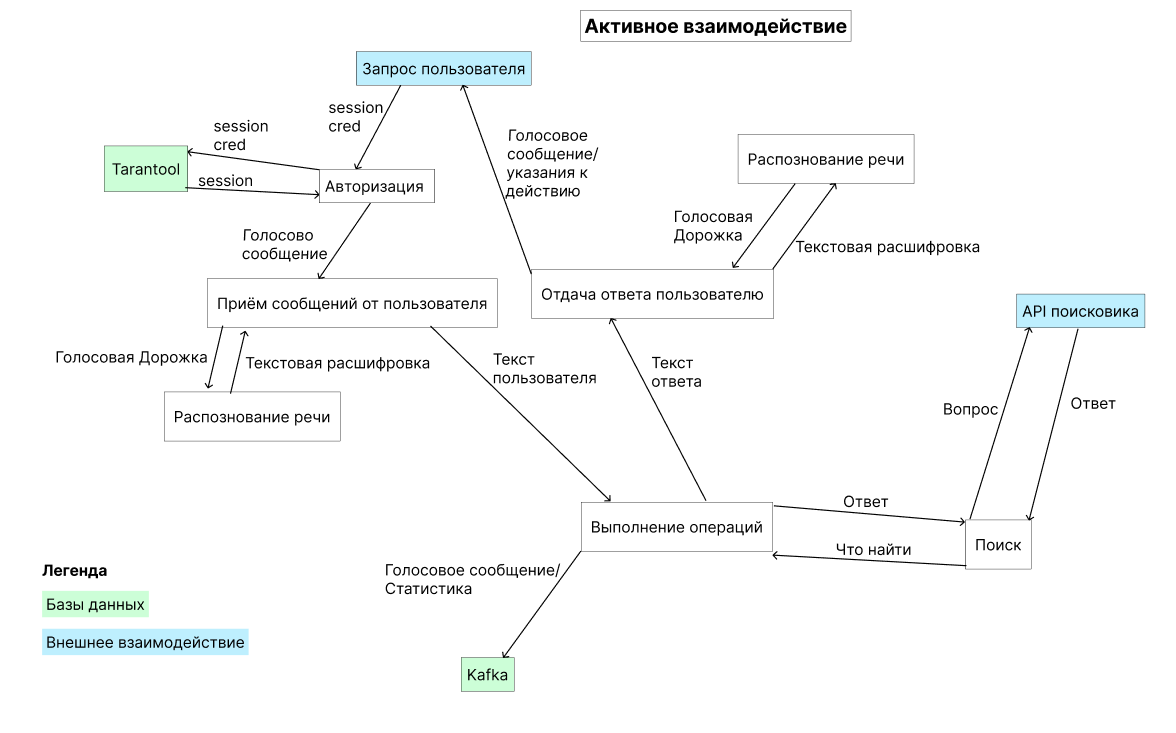 Активное взаимодействие
Запрос пользователя
session
cred
session
cred
Tarantool
session
Авторизация
Голосовое
сообщение/
указания к
действию
Распознование речи
Голосовая
Дорожка
Текстовая расшифровка
Голосово
сообщение
Приём сообщений от пользователя
Отдача ответа пользователю
API поисковика
Голосовая Дорожка
Текстовая расшифровка
Текст
пользователя
Текст
ответа
Распознование речи
Вопрос
Ответ
Ответ
Выполнение операций
Что найти
Поиск
Голосовое сообщение/
Статистика
Kafka
Легенда
Базы данных
Внешнее взаимодействие